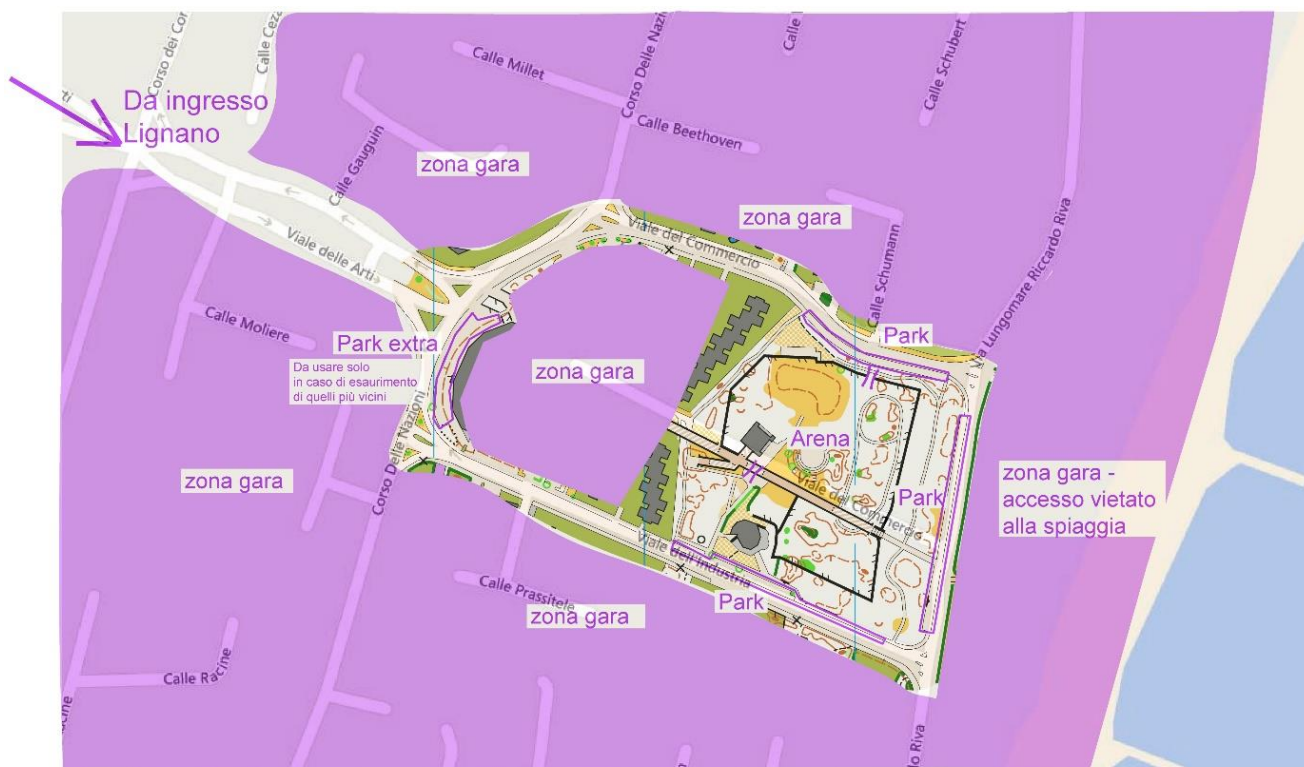 Corso dei Cor
Calle Ceza
Calle Millet
Corso Delle Nazi
Calle Schubert
Da ingresso
Lignano
Calle Beethoven
Calle Gauguin
zona gara
zona gara
Viale del Commercio
Via Lungomare Riccardo Riva
Viale delle Arti
Calle Schumann
Calle Moliere
Park extra
Da usare solo
in caso di esaurimento
di quelli più vicini
Park
zona gara
Corso Delle Nazioni
Arena
zona gara
Viale del Commercio
Park
zona gara -
accesso vietato
alla spiaggia
Viale dell'Industria
Calle Prassitele
Park
zona gara
Calle Racine
acine
do Riva